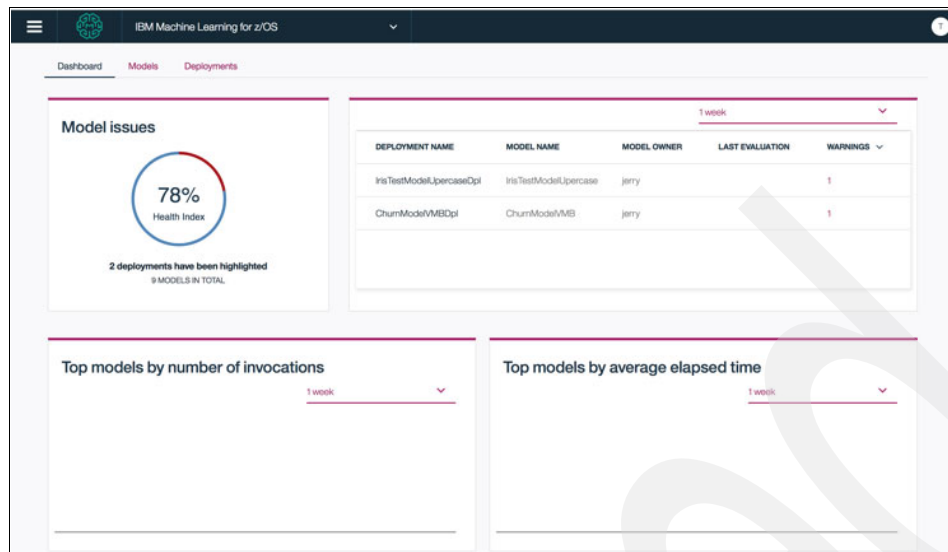 IBM Machine Learning for z/OS
T
Dashboard Models Deployments
Model issues
78%
Health Index
2 deployments have been highlighted
9 MODELS IN TOTAL
1 week
DEPLOYMENT NAME MODEL NAME MODEL OWNER LAST EVALUATION WARNINGS
IrisTestModelUpercaseDpl IrisTestModelUpercase jerry 1
ChurnModelVMBDpl ChurnModelVMB jerry 1
Top models by number of invocations
1 week
Top models by average elapsed time
1 week